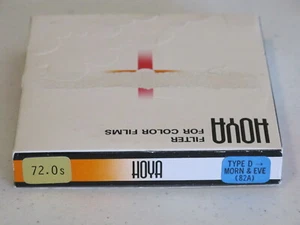 HOYA
FILTER
FOR COLOR FILMS
72.0s
HOYA
TYPE D →
MORN & EVE
(82A)